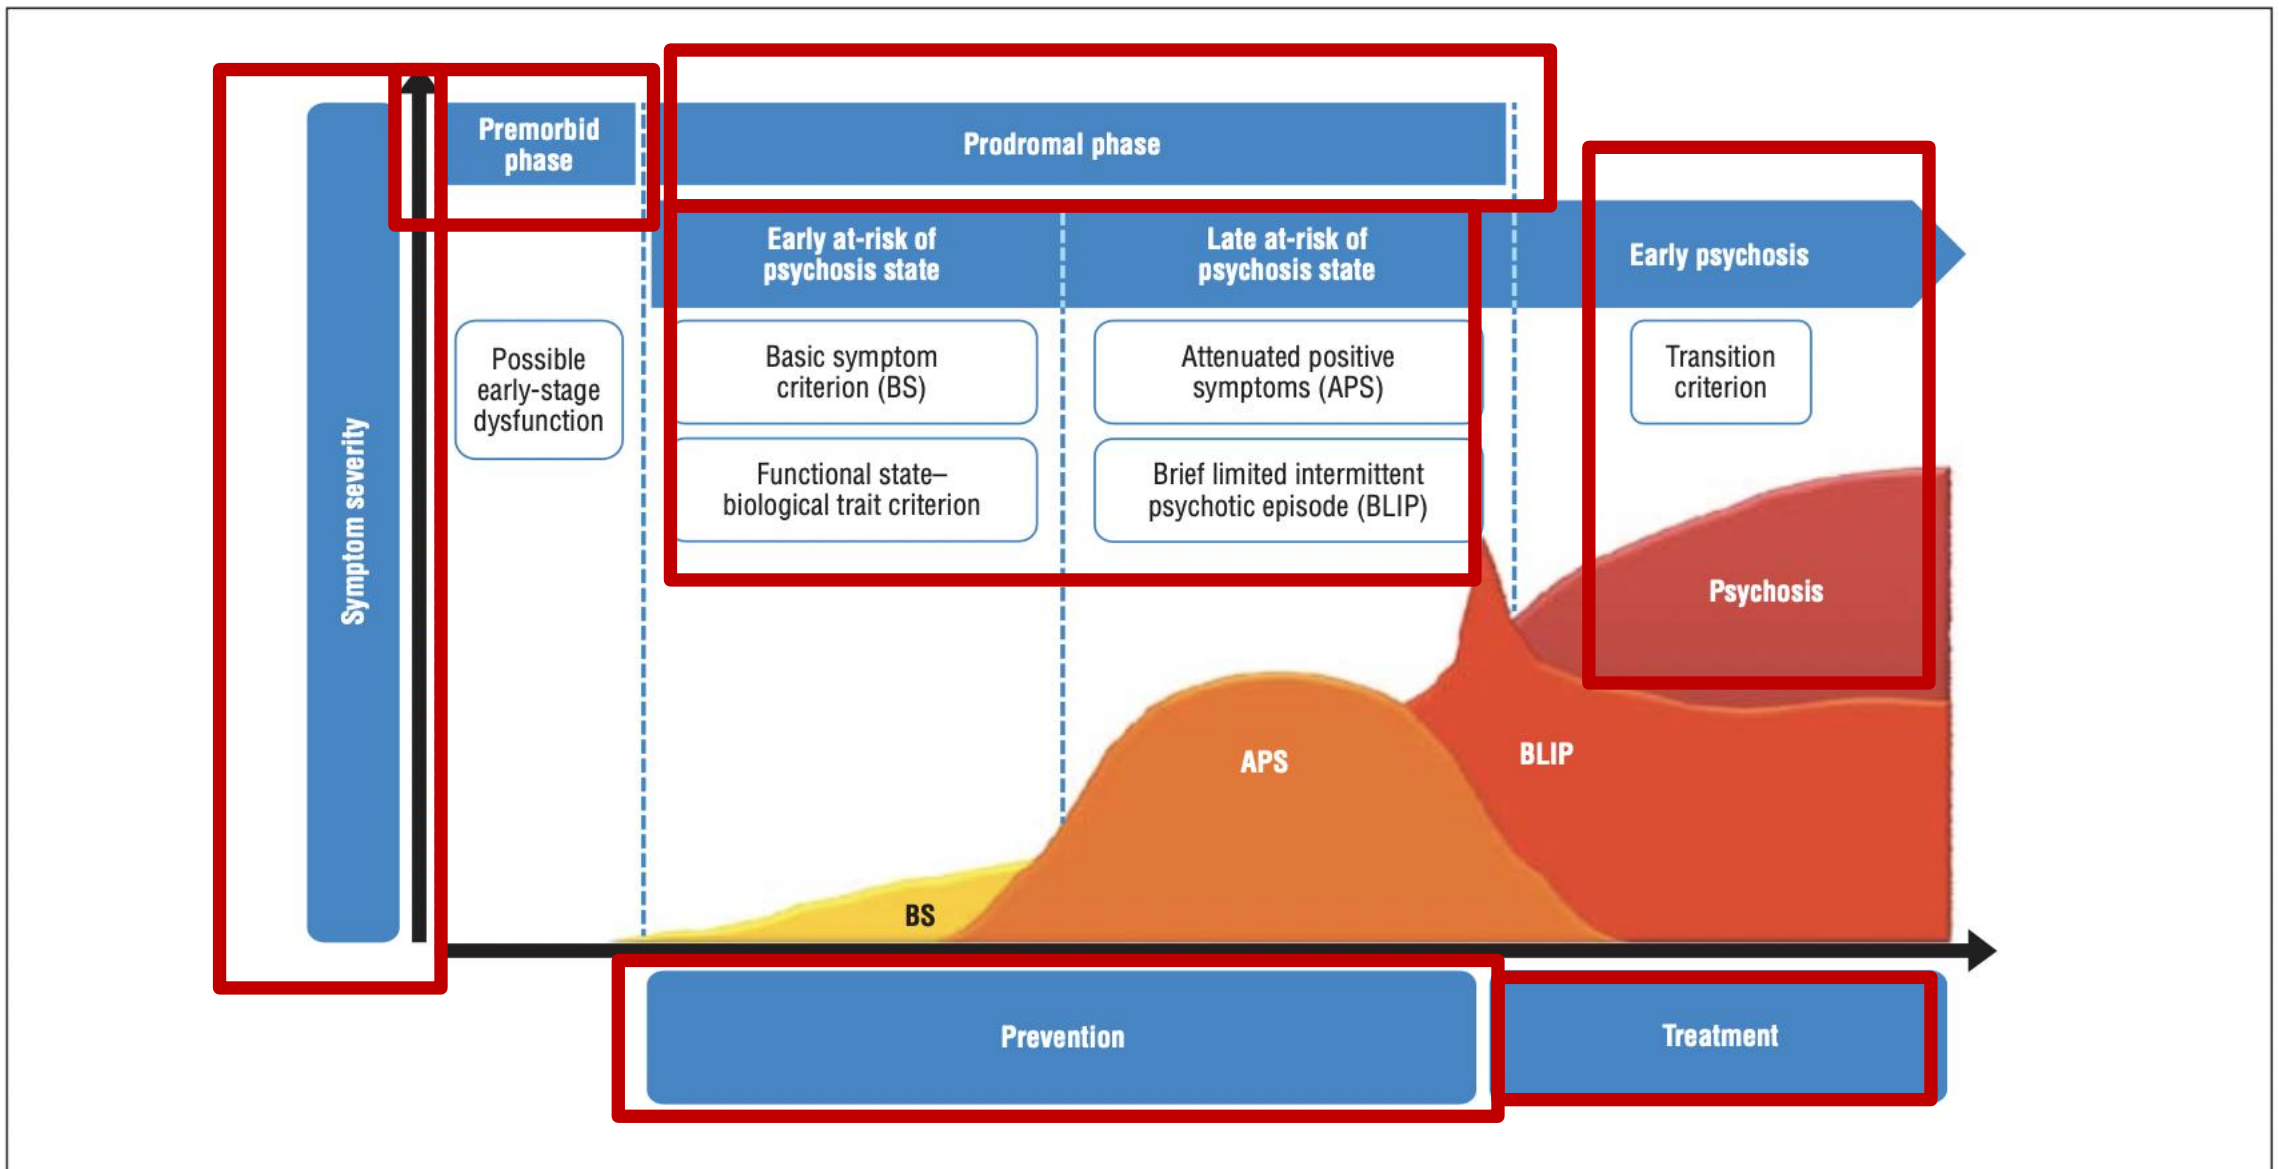 Premorbid
phase
Prodromal phase
Early at-risk of
psychosis state
Late at-risk of
psychosis state
Early psychosis
Symptom severity
Possible
early-stage
dysfunction
Basic symptom
criterion (BS)
Attenuated positive
symptoms (APS)
Transition
criterion
Functional state–
biological trait criterion
Brief limited intermittent
psychotic episode (BLIP)
Psychosis
APS
BLIP
BS
Prevention
Treatment